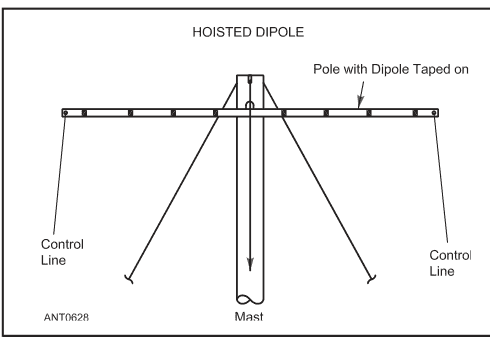 HOISTED DIPOLE
Pole with Dipole Taped on
Control
Line
Control
Line
ANT0628
Mast